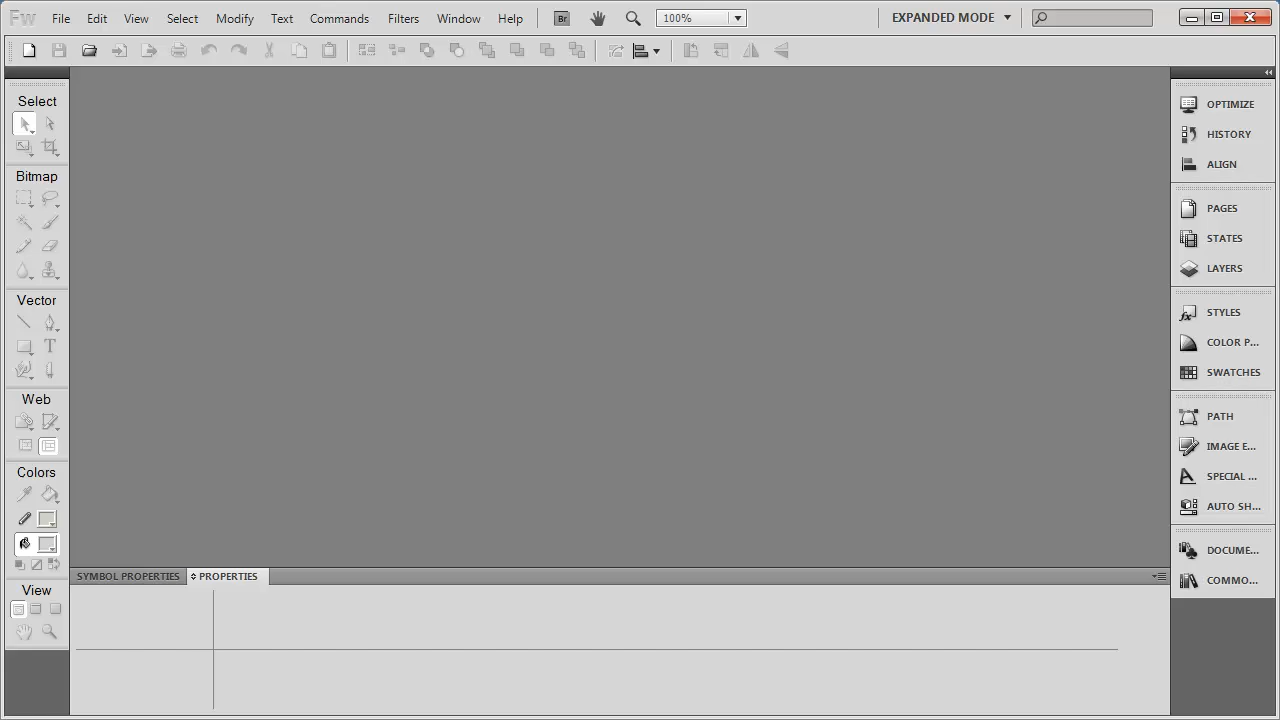 Fw File Edit View Select Modify Text Commands Filters Window Help Br 100% EXPANDED MODE
Select
Bitmap
Vector
Web
Colors
View
OPTIMIZE
HISTORY
ALIGN
PAGES
STATES
LAYERS
STYLES
COLOR P...
SWATCHES
PATH
IMAGE E...
SPECIAL ...
AUTO SH...
DOCUME...
COMMO...
SYMBOL PROPERTIES PROPERTIES